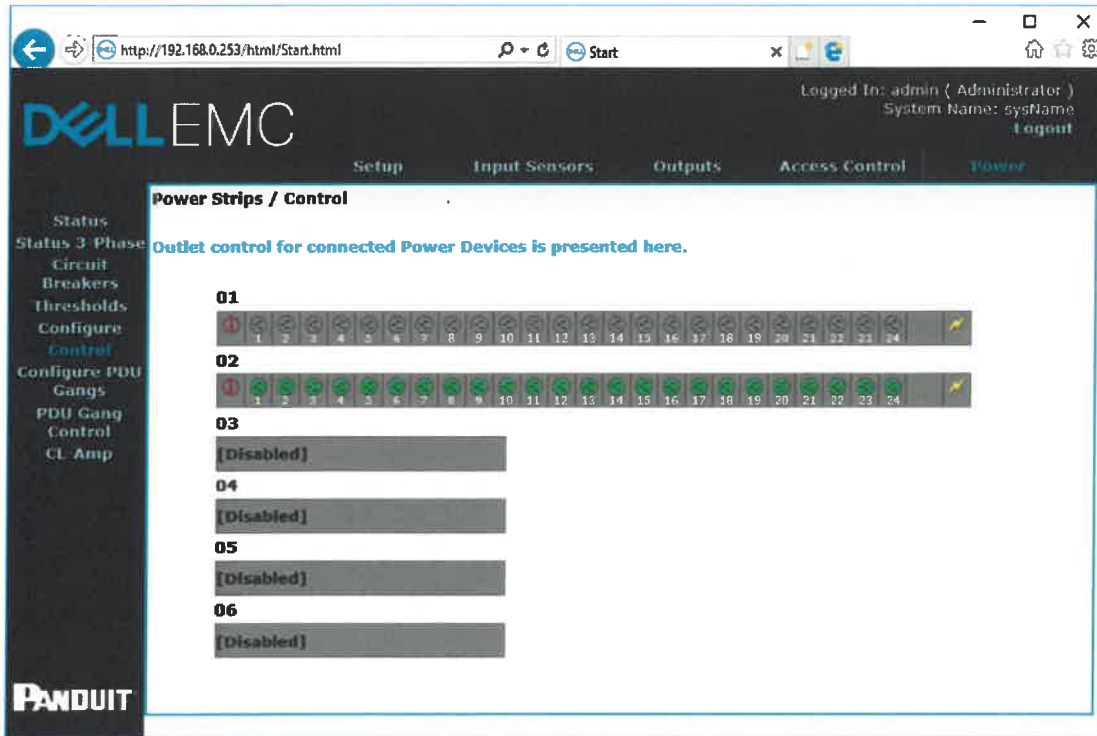 http://192.168.0.253/html/Start.html
Start
DELL EMC
Logged In: admin ( Administrator )
System Name: sysName
Logout
Setup Input Sensors Outputs Access Control Power
Status
Status 3 Phase
Circuit
Breakers
Thresholds
Configure
Control
Configure PDU
Gangs
PDU Gang
Control
CL Amp
Power Strips / Control
Outlet control for connected Power Devices is presented here.
01
1 2 3 4 5 6 7 8 9 10 11 12 13 14 15 16 17 18 19 20 21 22 23 24
02
1 2 3 4 5 6 7 8 9 10 11 12 13 14 15 16 17 18 19 20 21 22 23 24
03
[Disabled]
04
[Disabled]
05
[Disabled]
06
[Disabled]
PANDUIT